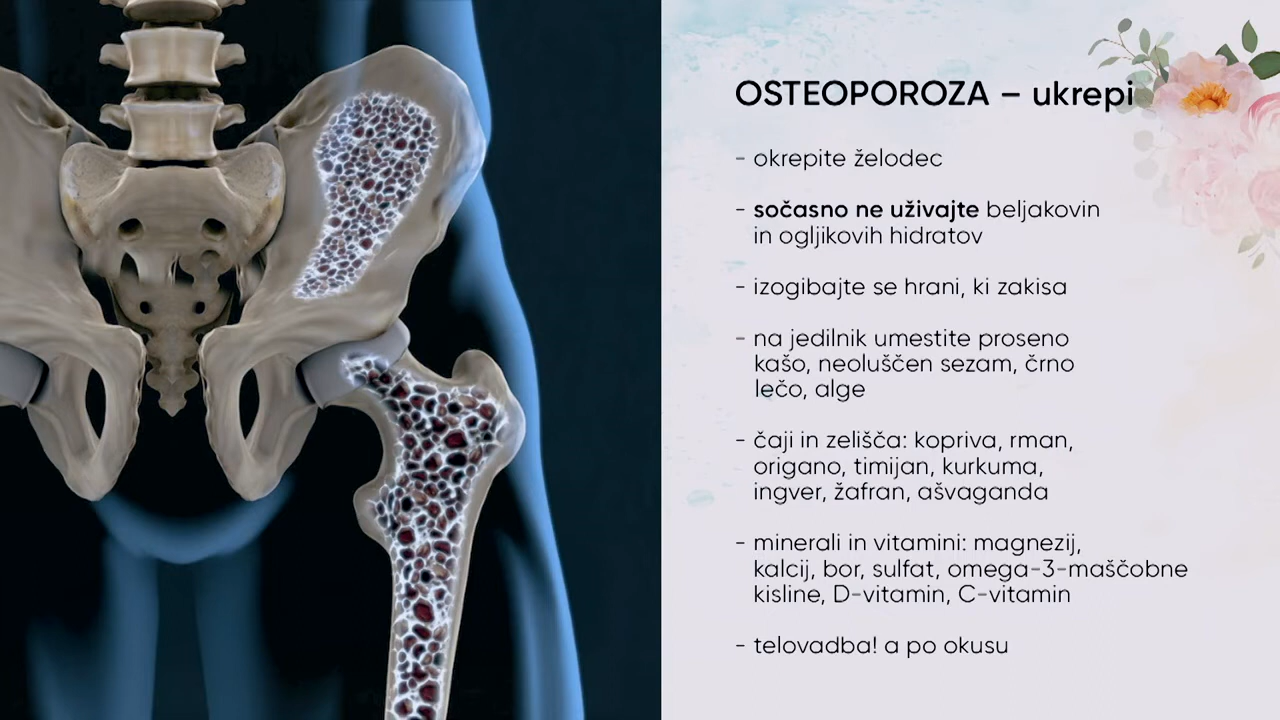 OSTEOPOROZA – ukrepi
- okrepite želodec
- sočasno ne uživajte beljakovin
in ogljikovih hidratov
- izogibajte se hrani, ki zakisa
- na jedilnik umestite proseno
kašo, neoluščen sezam, črno
lečo, alge
- čaji in zelišča: kopriva, rman,
origano, timijan, kurkuma,
ingver, žafran, ašvaganda
- minerali in vitamini: magnezij,
kalcij, bor, sulfat, omega-3-maščobne
kisline, D-vitamin, C-vitamin
- telovadba! a po okusu